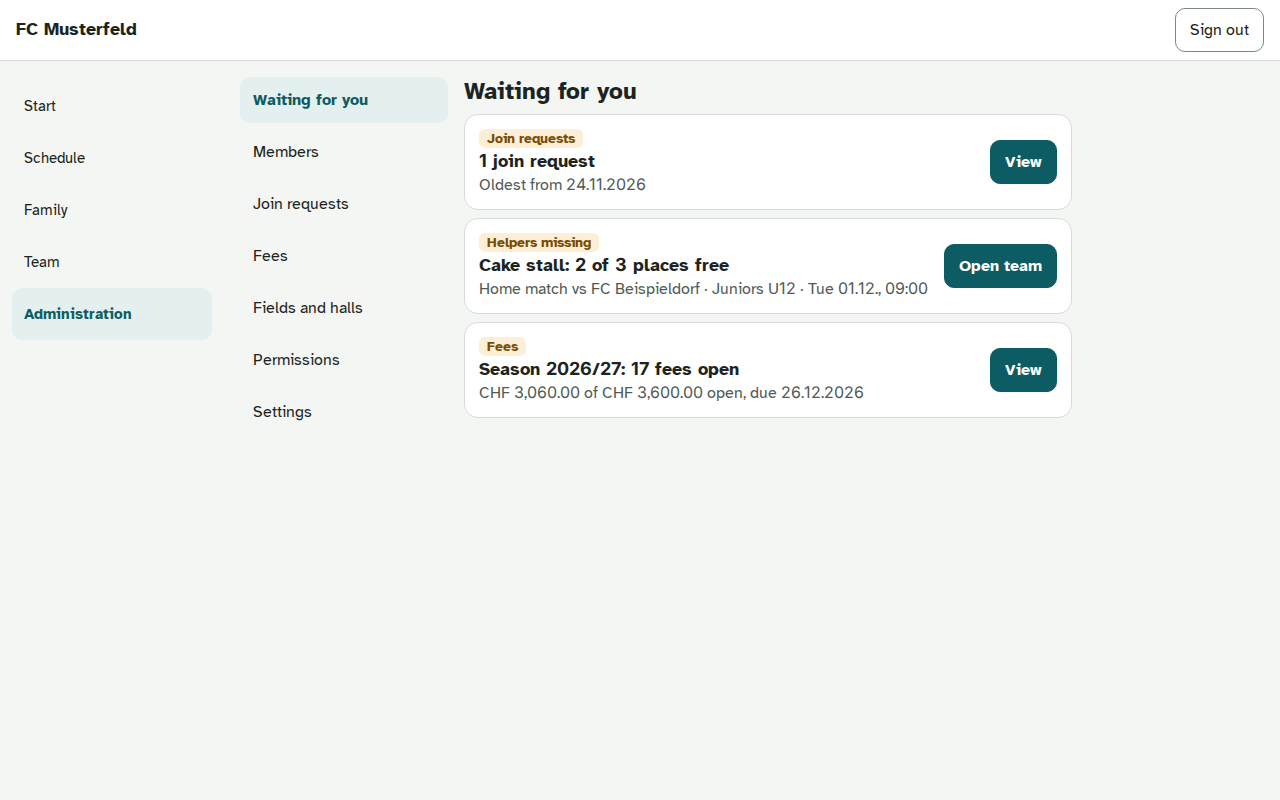 FC Musterfeld
Sign out
Start
Schedule
Family
Team
Administration
Waiting for you
Members
Join requests
Fees
Fields and halls
Permissions
Settings
Waiting for you
Join requests
1 join request
Oldest from 24.11.2026
View
Helpers missing
Cake stall: 2 of 3 places free
Home match vs FC Beispieldorf · Juniors U12 · Tue 01.12., 09:00
Open team
Fees
Season 2026/27: 17 fees open
CHF 3,060.00 of CHF 3,600.00 open, due 26.12.2026
View